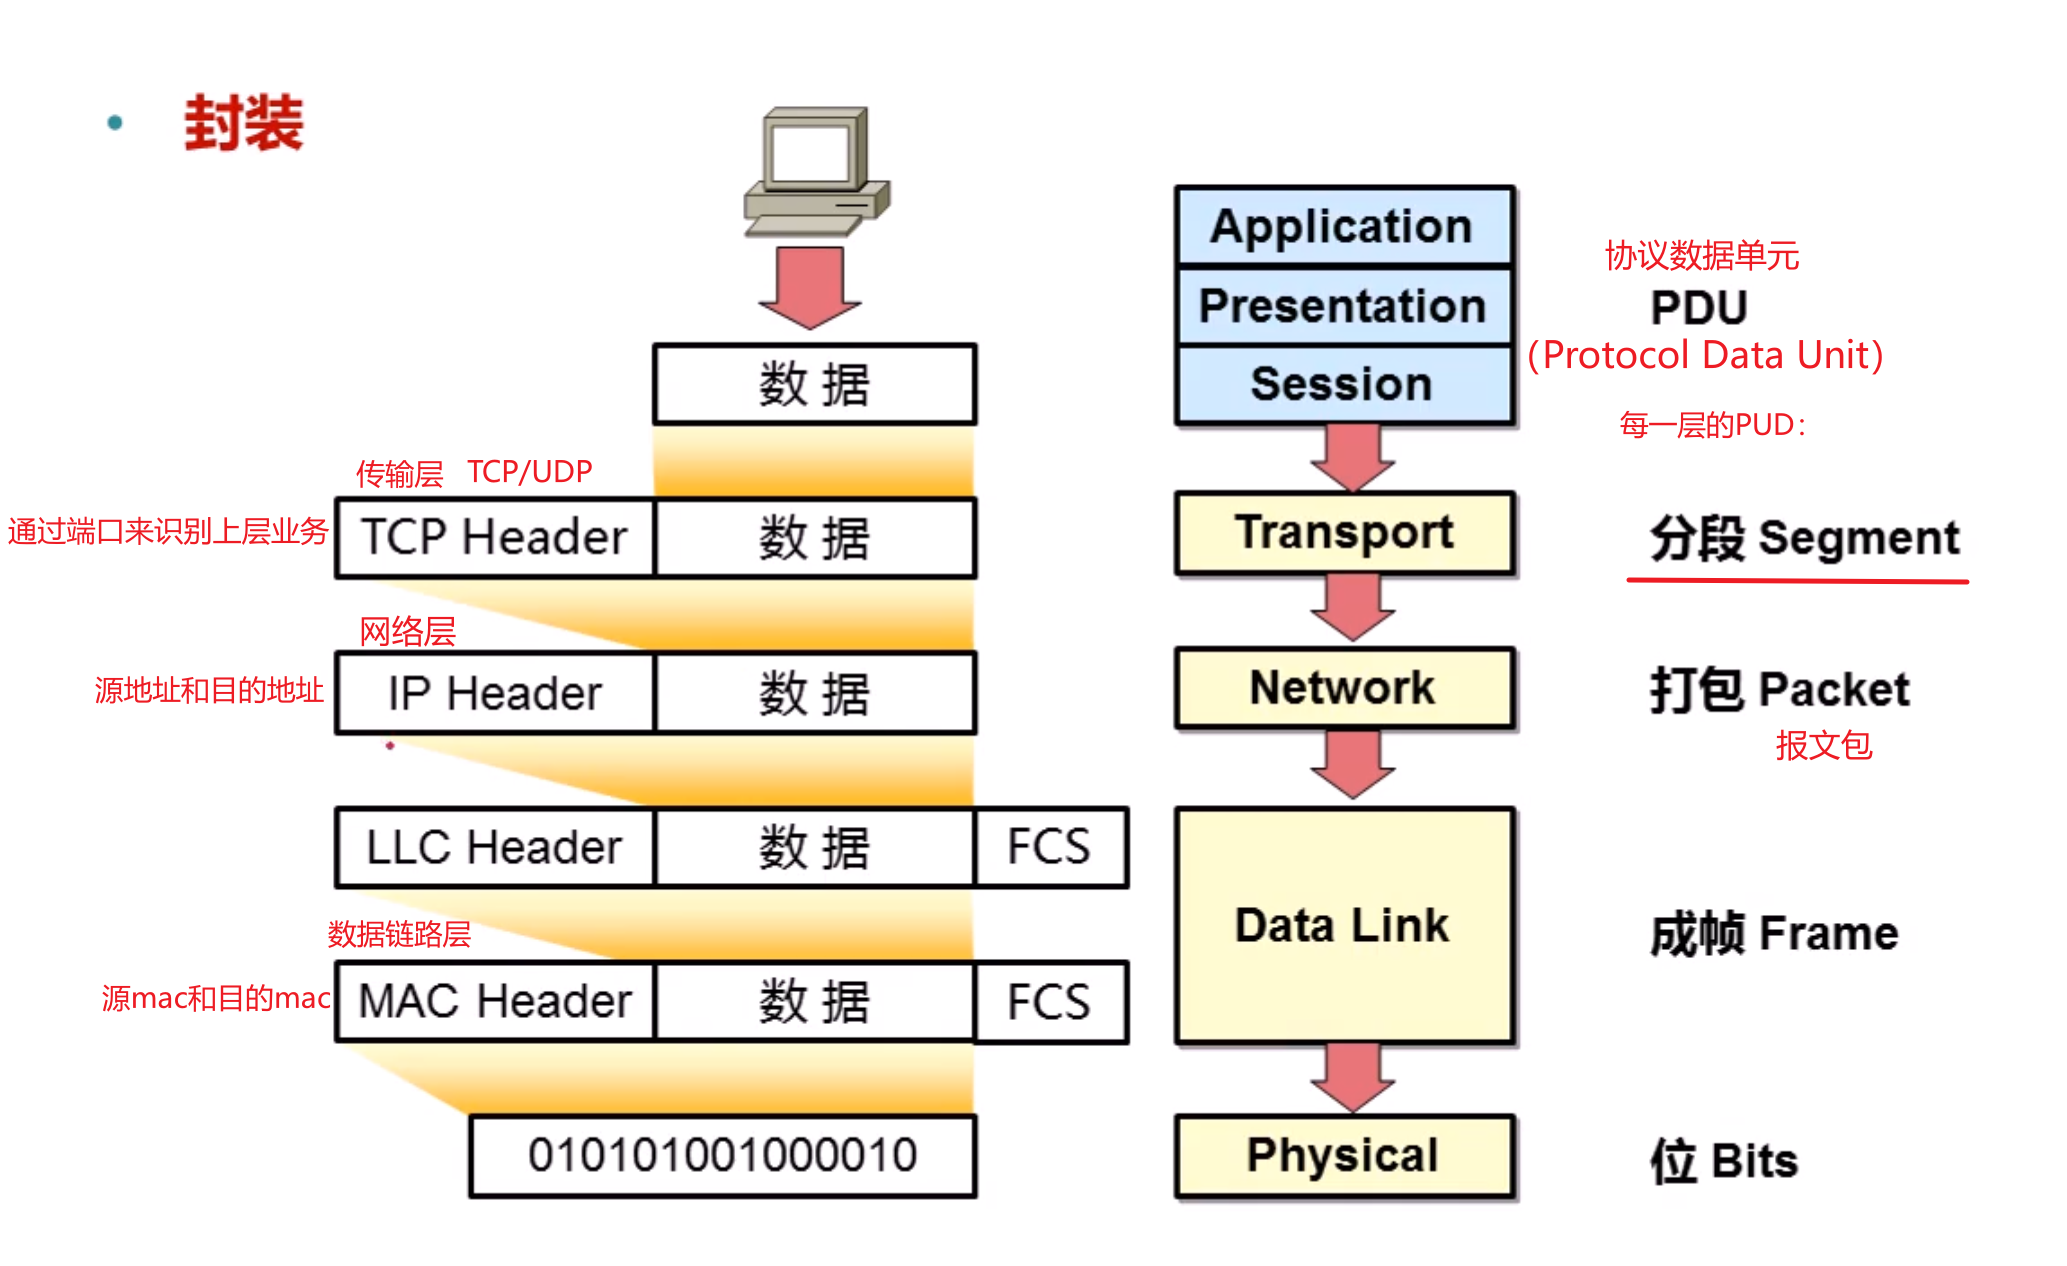 • 封装
数 据
传输层 TCP/UDP
通过端口来识别上层业务
TCP Header 数 据
网络层
源地址和目的地址
IP Header 数 据
LLC Header 数 据 FCS
数据链路层
源mac和目的mac
MAC Header 数 据 FCS
010101001000010
Application
Presentation
Session
Transport
Network
Data Link
Physical
协议数据单元
PDU
(Protocol Data Unit)
每一层的PUD：
分段 Segment
打包 Packet
报文包
成帧 Frame
位 Bits